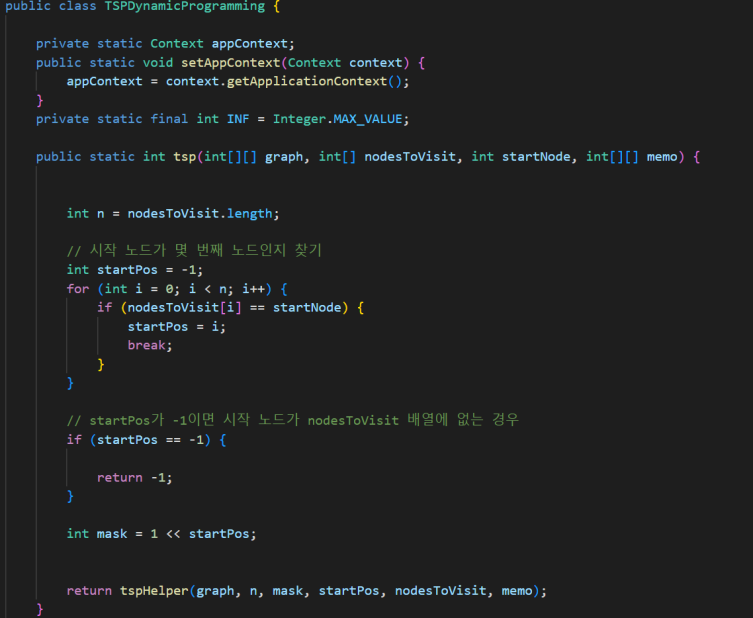 public class TSPDynamicProgramming {
    private static Context appContext;
    public static void setAppContext(Context context) {
        appContext = context.getApplicationContext();
    }
    private static final int INF = Integer.MAX_VALUE;
    public static int tsp(int[][] graph, int[] nodesToVisit, int startNode, int[][] memo) {
        int n = nodesToVisit.length;
        // 시작 노드가 몇 번째 노드인지 찾기
        int startPos = -1;
        for (int i = 0; i < n; i++) {
            if (nodesToVisit[i] == startNode) {
                startPos = i;
                break;
            }
        }
        // startPos가 -1이면 시작 노드가 nodesToVisit 배열에 없는 경우
        if (startPos == -1) {
            return -1;
        }
        int mask = 1 << startPos;
        return tspHelper(graph, n, mask, startPos, nodesToVisit, memo);
    }